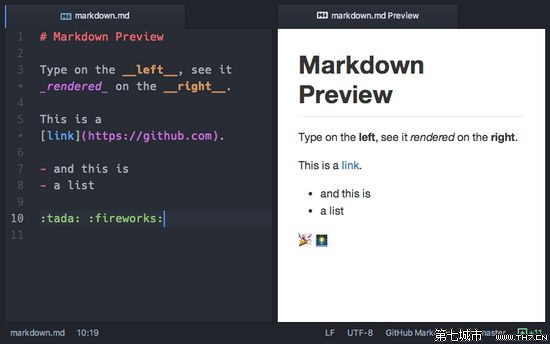 markdown.md
markdown.md Preview
1 # Markdown Preview
2
3 Type on the __left__, see it
• _rendered_ on the __right__.
4
5 This is a
• [link](https://github.com).
6
7 - and this is
8 - a list
9
10 :tada: :fireworks:
11
Markdown
Preview
Type on the left, see it rendered on the right.
This is a link.
• and this is
• a list
markdown.md 10:19 LF UTF-8 GitHub Mark master +11
第七城市 www.th7.cn